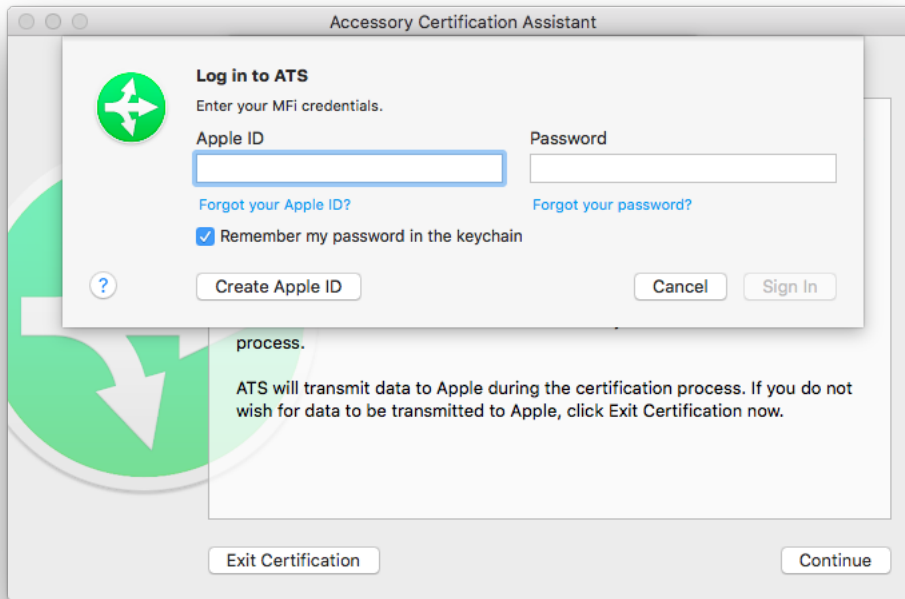 Accessory Certification Assistant
Log in to ATS
Enter your MFi credentials.
Apple ID
Password
Forgot your Apple ID?
Forgot your password?
Remember my password in the keychain
?
Create Apple ID
Cancel
Sign In
process.
ATS will transmit data to Apple during the certification process. If you do not
wish for data to be transmitted to Apple, click Exit Certification now.
Exit Certification
Continue